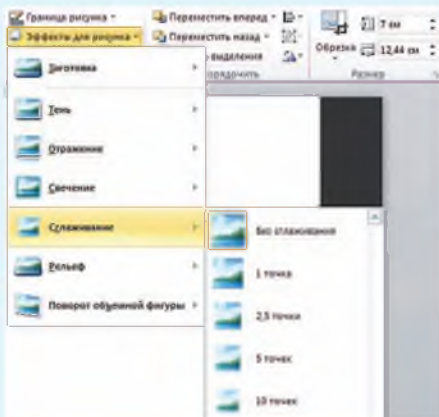 Граница рисунка
Переместить вперед
7 см
Эффекты для рисунка
Переместить назад
Обрезка
12,44 см
выделения
Размер
Заготовка
Тень
Отражение
Свечение
Сглаживание
Без сглаживания
1 точка
Рельеф
2,5 точки
Поворот объемной фигуры
5 точек
10 точек